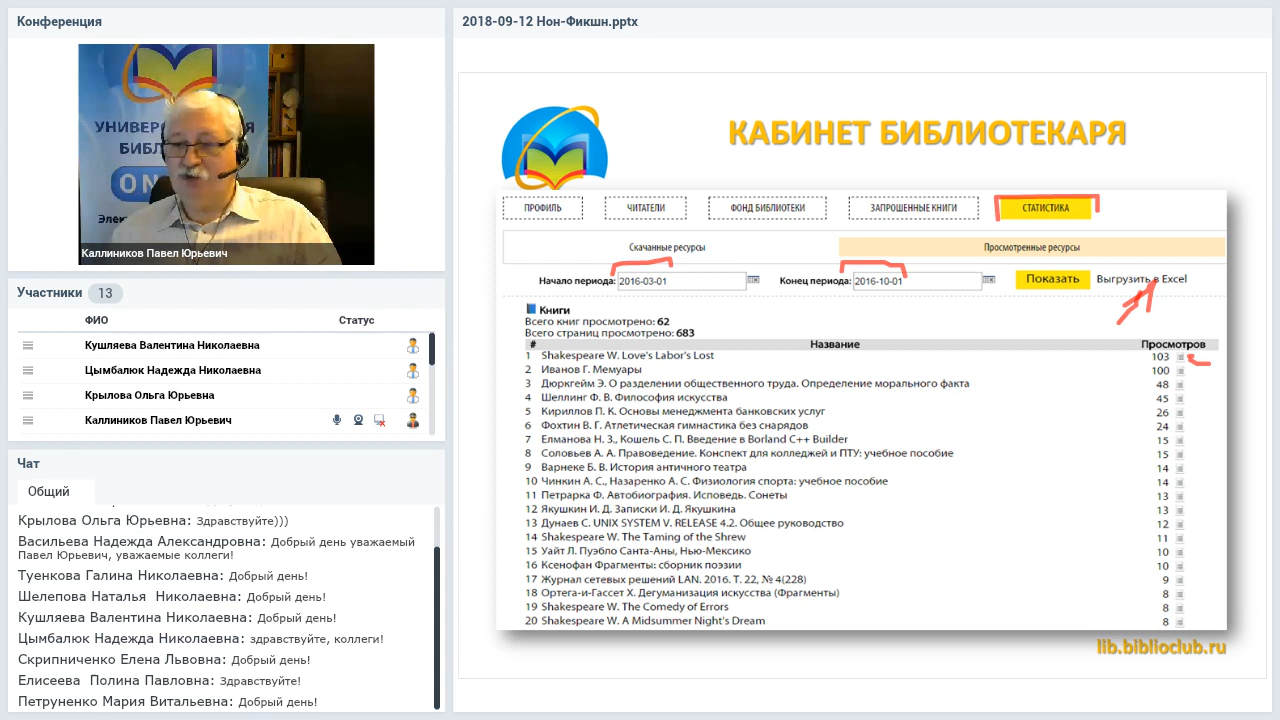 Конференция
УНИВЕРС
АЯ
БИБЛ
ON
Каллиников Павел Юрьевич
Участники 13
ФИО Статус
Кушляева Валентина Николаевна
Цымбалюк Надежда Николаевна
Крылова Ольга Юрьевна
Каллиников Павел Юрьевич
Чат
Общий
Крылова Ольга Юрьевна: Здравствуйте)))
Васильева Надежда Александровна: Добрый день уважаемый
Павел Юрьевич, уважаемые коллеги!
Туенкова Галина Николаевна: Добрый день!
Шелепова Наталья Николаевна: Добрый день!
Кушляева Валентина Николаевна: Добрый день!
Цымбалюк Надежда Николаевна: здравствуйте, коллеги!
Скрипниченко Елена Львовна: Добрый день!
Елисеева Полина Павловна: Здравствуйте!
Петруненко Мария Витальевна: Добрый день!
2018-09-12 Нон-Фикшн.pptx
КАБИНЕТ БИБЛИОТЕКАРЯ
ПРОФИЛЬ ЧИТАТЕЛИ ФОНД БИБЛИОТЕКИ ЗАПРОШЕННЫЕ КНИГИ СТАТИСТИКА
Скачанные ресурсы Просмотренные ресурсы
Начало периода: 2016-03-01 Конец периода: 2016-10-01 Показать Выгрузить в Excel
Книги
Всего книг просмотрено: 62
Всего страниц просмотрено: 683
# Название Просмотров
1 Shakespeare W. Love's Labor's Lost 103
2 Иванов Г. Мемуары 100
3 Дюркгейм Э. О разделении общественного труда. Определение морального факта 48
4 Шеллинг Ф. В. Философия искусства 45
5 Кириллов П. К. Основы менеджмента банковских услуг 26
6 Фохтин В. Г. Атлетическая гимнастика без снарядов 24
7 Елманова Н. З., Кошель С. П. Введение в Borland C++ Builder 15
8 Соловьев А. А. Правоведение. Конспект для колледжей и ПТУ: учебное пособие 15
9 Варнеке Б. В. История античного театра 14
10 Чинкин А. С., Назаренко А. С. Физиология спорта: учебное пособие 14
11 Петрарка Ф. Автобиография. Исповедь. Сонеты 13
12 Якушкин И. Д. Записки И. Д. Якушкина 13
13 Дунаев С. UNIX SYSTEM V. RELEASE 4.2. Общее руководство 12
14 Shakespeare W. The Taming of the Shrew 11
15 Уайт Л. Пуэбло Санта-Аны, Нью-Мексико 10
16 Ксенофан Фрагменты: сборник поэзии 10
17 Журнал сетевых решений LAN. 2016. Т. 22, № 4(228) 9
18 Ортега-и-Гассет Х. Дегуманизация искусства (Фрагменты) 8
19 Shakespeare W. The Comedy of Errors 8
20 Shakespeare W. A Midsummer Night's Dream 8
lib.biblioclub.ru